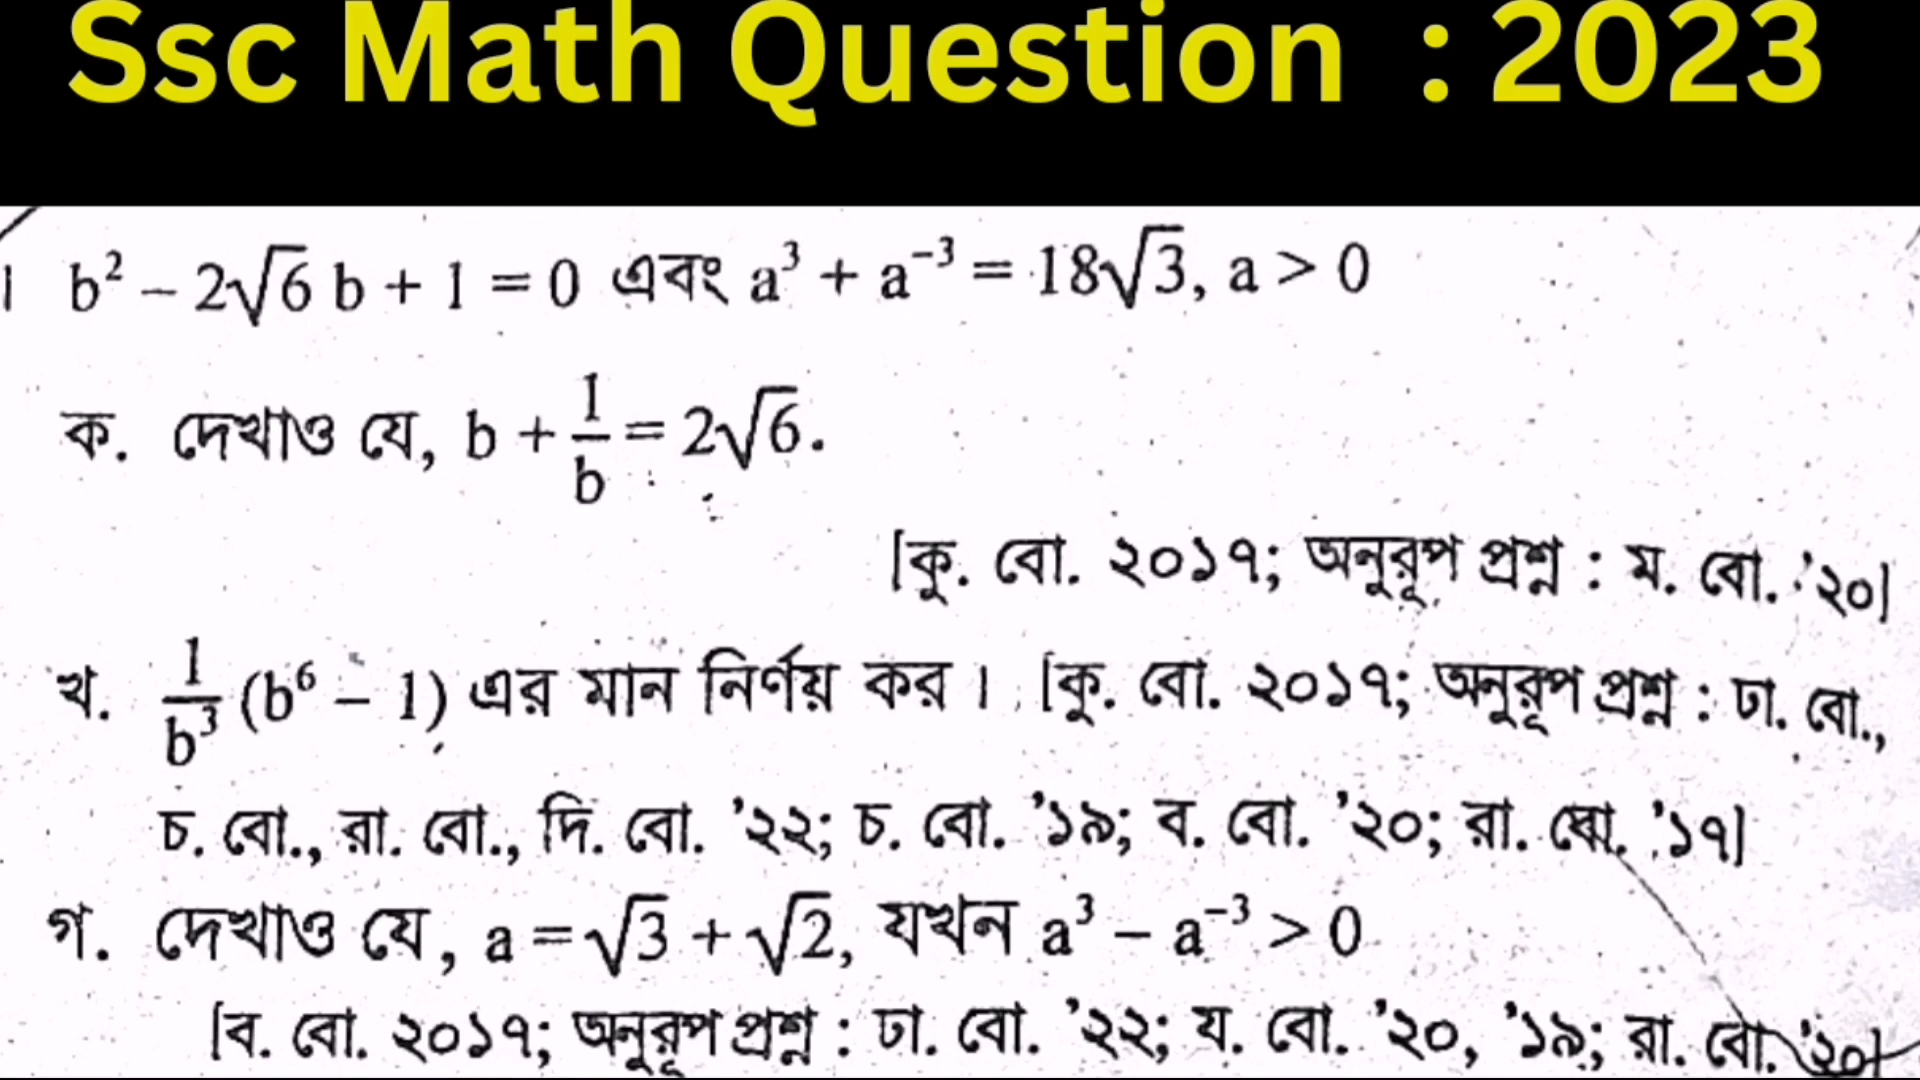 Ssc Math Question : 2023
। b² – 2√6 b + 1 = 0 এবং a³ + a⁻³ = 18√3, a > 0
ক. দেখাও যে, b + 1/b = 2√6.
[কু. বো. ২০১৭; অনুরূপ প্রশ্ন : ম. বো. '২০]
খ. 1/b³ (b⁶ – 1) এর মান নির্ণয় কর। [কু. বো. ২০১৭; অনুরূপ প্রশ্ন : ঢা. বো.,
চ. বো., রা. বো., দি. বো. '২২; চ. বো. '১৯; ব. বো. '২০; রা. বো. '১৭]
গ. দেখাও যে, a = √3 + √2, যখন a³ – a⁻³ > 0
[ব. বো. ২০১৭; অনুরূপ প্রশ্ন : ঢা. বো. '২২; য. বো. '২০, '১৯; রা. বো. '২০]